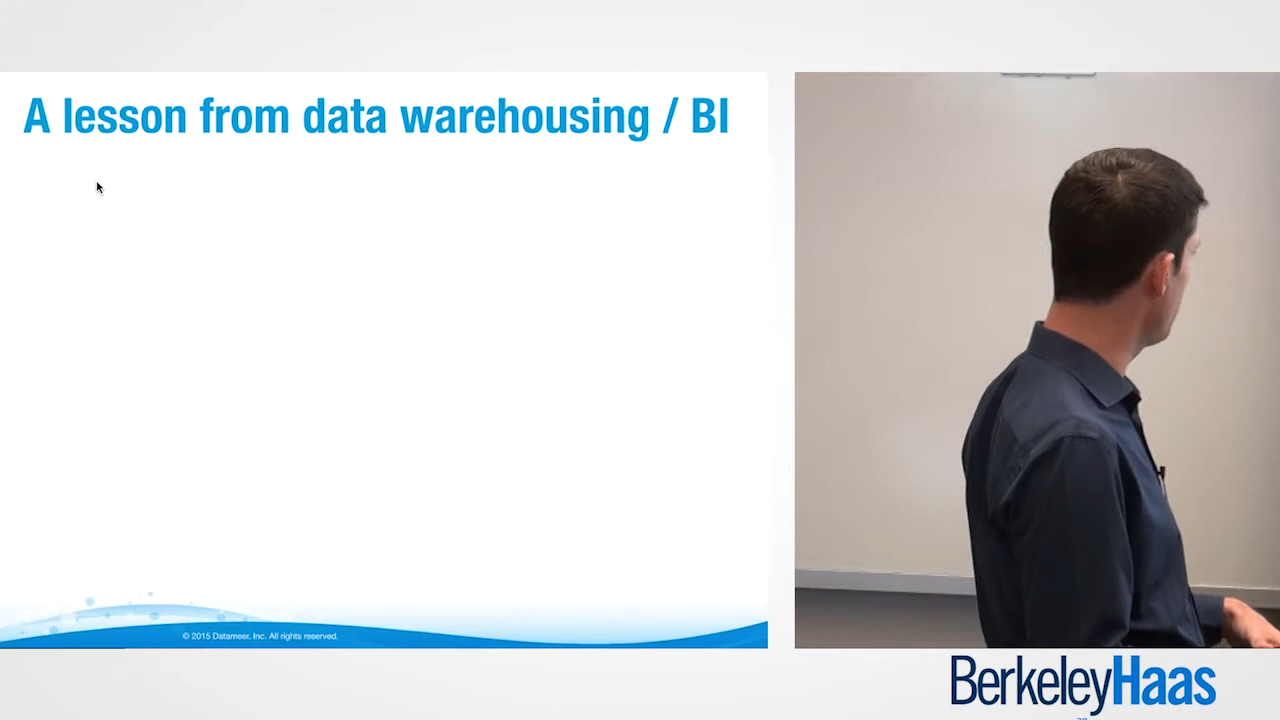 A lesson from data warehousing / BI
© 2015 Datameer, Inc. All rights reserved.
BerkeleyHaas